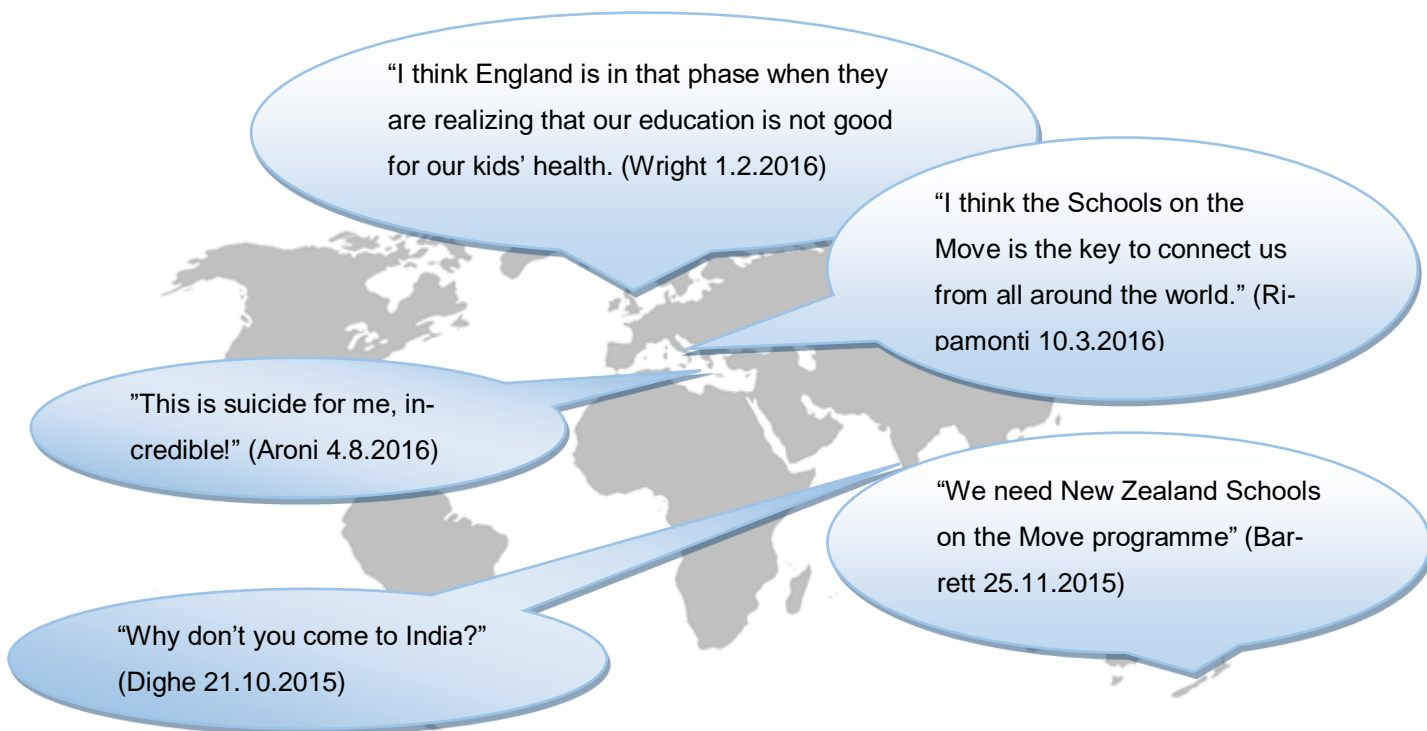 “I think England is in that phase when they
are realizing that our education is not good
for our kids’ health. (Wright 1.2.2016)
“I think the Schools on the
Move is the key to connect us
from all around the world.” (Ri-
pamonti 10.3.2016)
”This is suicide for me, in-
credible!” (Aroni 4.8.2016)
“We need New Zealand Schools
on the Move programme” (Bar-
rett 25.11.2015)
“Why don’t you come to India?”
(Dighe 21.10.2015)